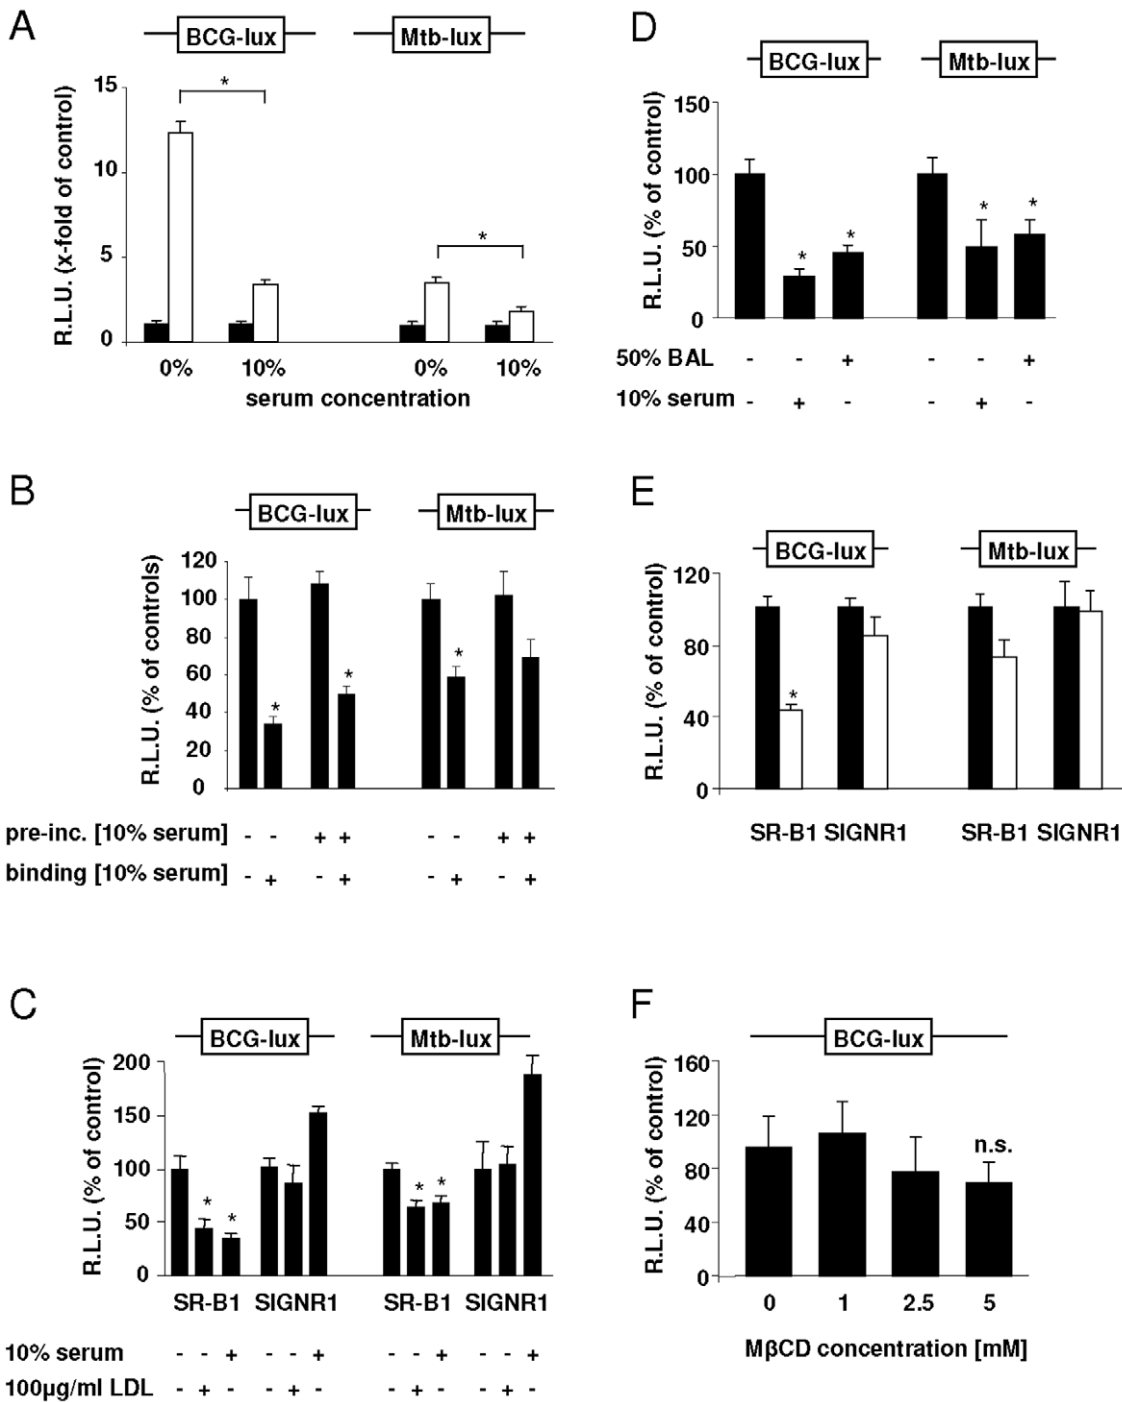 A
BCG-lux Mtb-lux
R.L.U. (x-fold of control)
15
10
5
0
*
*
0% 10% 0% 10%
serum concentration
D
BCG-lux Mtb-lux
R.L.U. (% of control)
150
100
50
0
* * * *
50% BAL - - + - - +
10% serum - + - - + -
B
BCG-lux Mtb-lux
R.L.U. (% of controls)
120
100
80
60
40
20
0
* * *
pre-inc. [10% serum] - - + + - - + +
binding [10% serum] - + - + - + - +
E
BCG-lux Mtb-lux
R.L.U. (% of control)
120
80
40
0
*
SR-B1 SIGNR1 SR-B1 SIGNR1
C
BCG-lux Mtb-lux
R.L.U. (% of control)
200
150
100
50
0
* * * *
SR-B1 SIGNR1 SR-B1 SIGNR1
10% serum - - + - - + - - + - - +
100µg/ml LDL - + - - + - - + - - + -
F
BCG-lux
R.L.U. (% of control)
160
120
80
40
0
n.s.
0 1 2.5 5
MβCD concentration [mM]